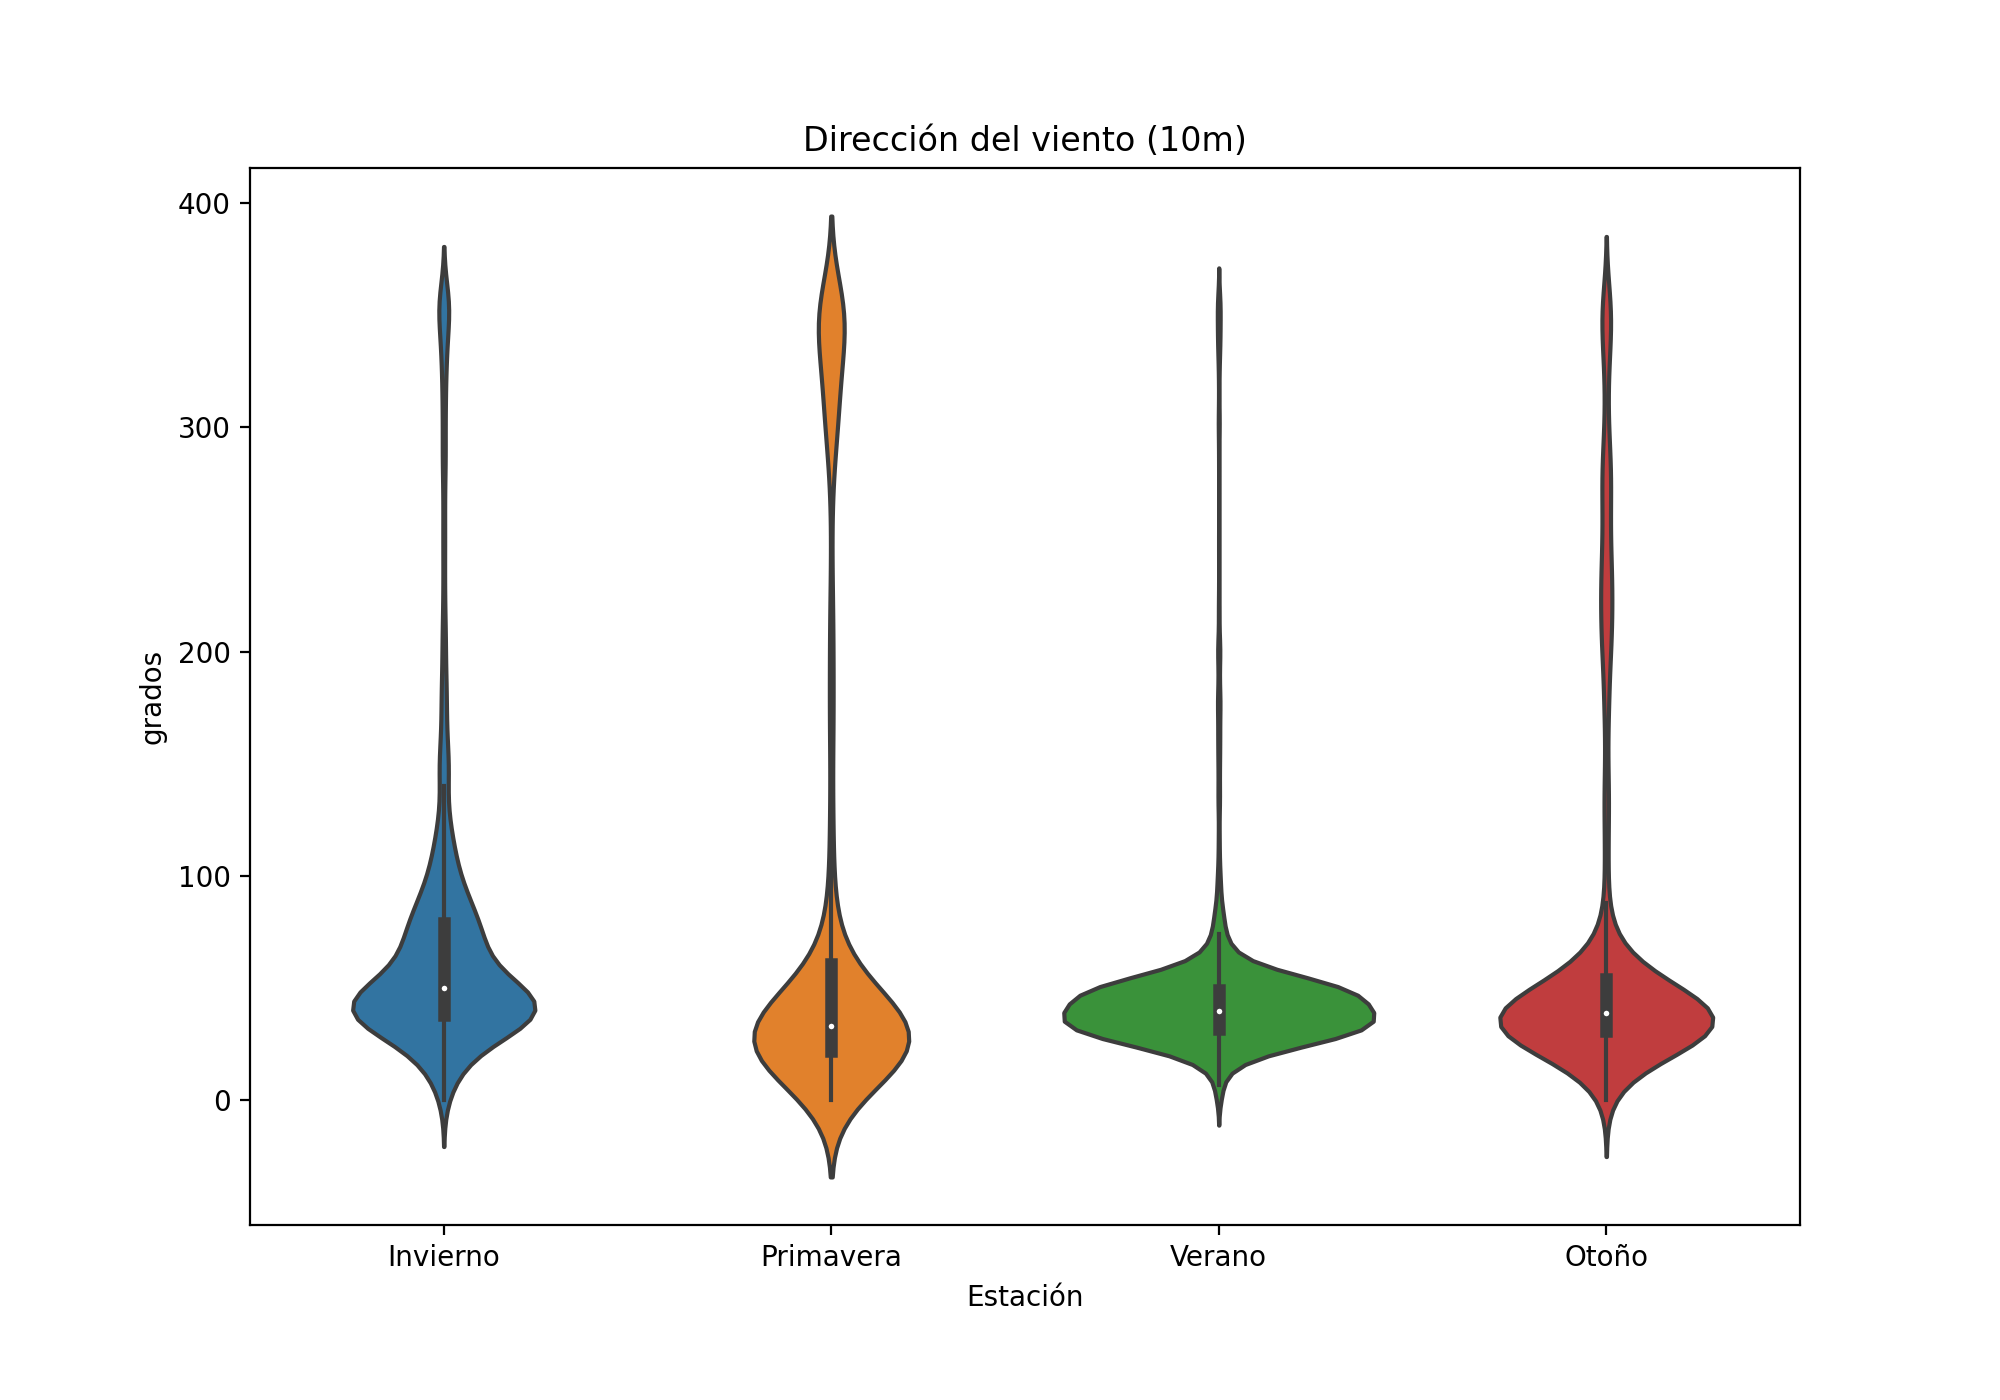 Dirección del viento (10m)
400
300
200
100
0
grados
Invierno
Primavera
Verano
Otoño
Estación